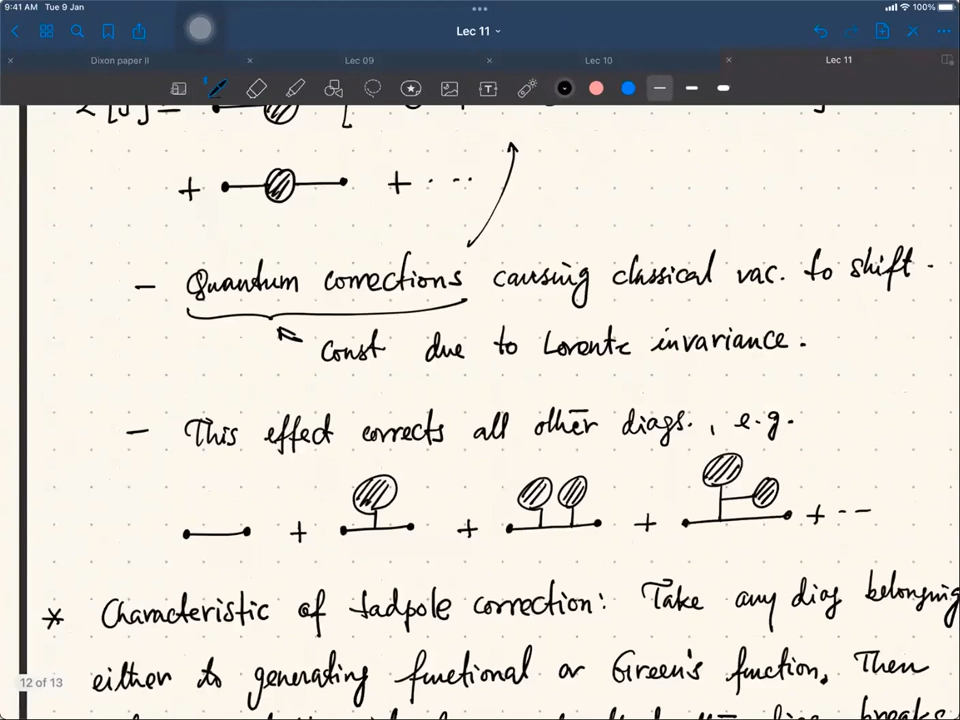 9:41 AM Tue 9 Jan
100%
Lec 11
Dixon paper II
Lec 09
Lec 10
Lec 11
+ + ...
- Quantum corrections causing classical vac. to shift.
const due to Lorentz invariance.
- This effect corrects all other diags., e.g.
+ + + + ...
* Characteristic of tadpole correction: Take any diag belonging
either to generating functional or Green's function. Then
12 of 13
breaks